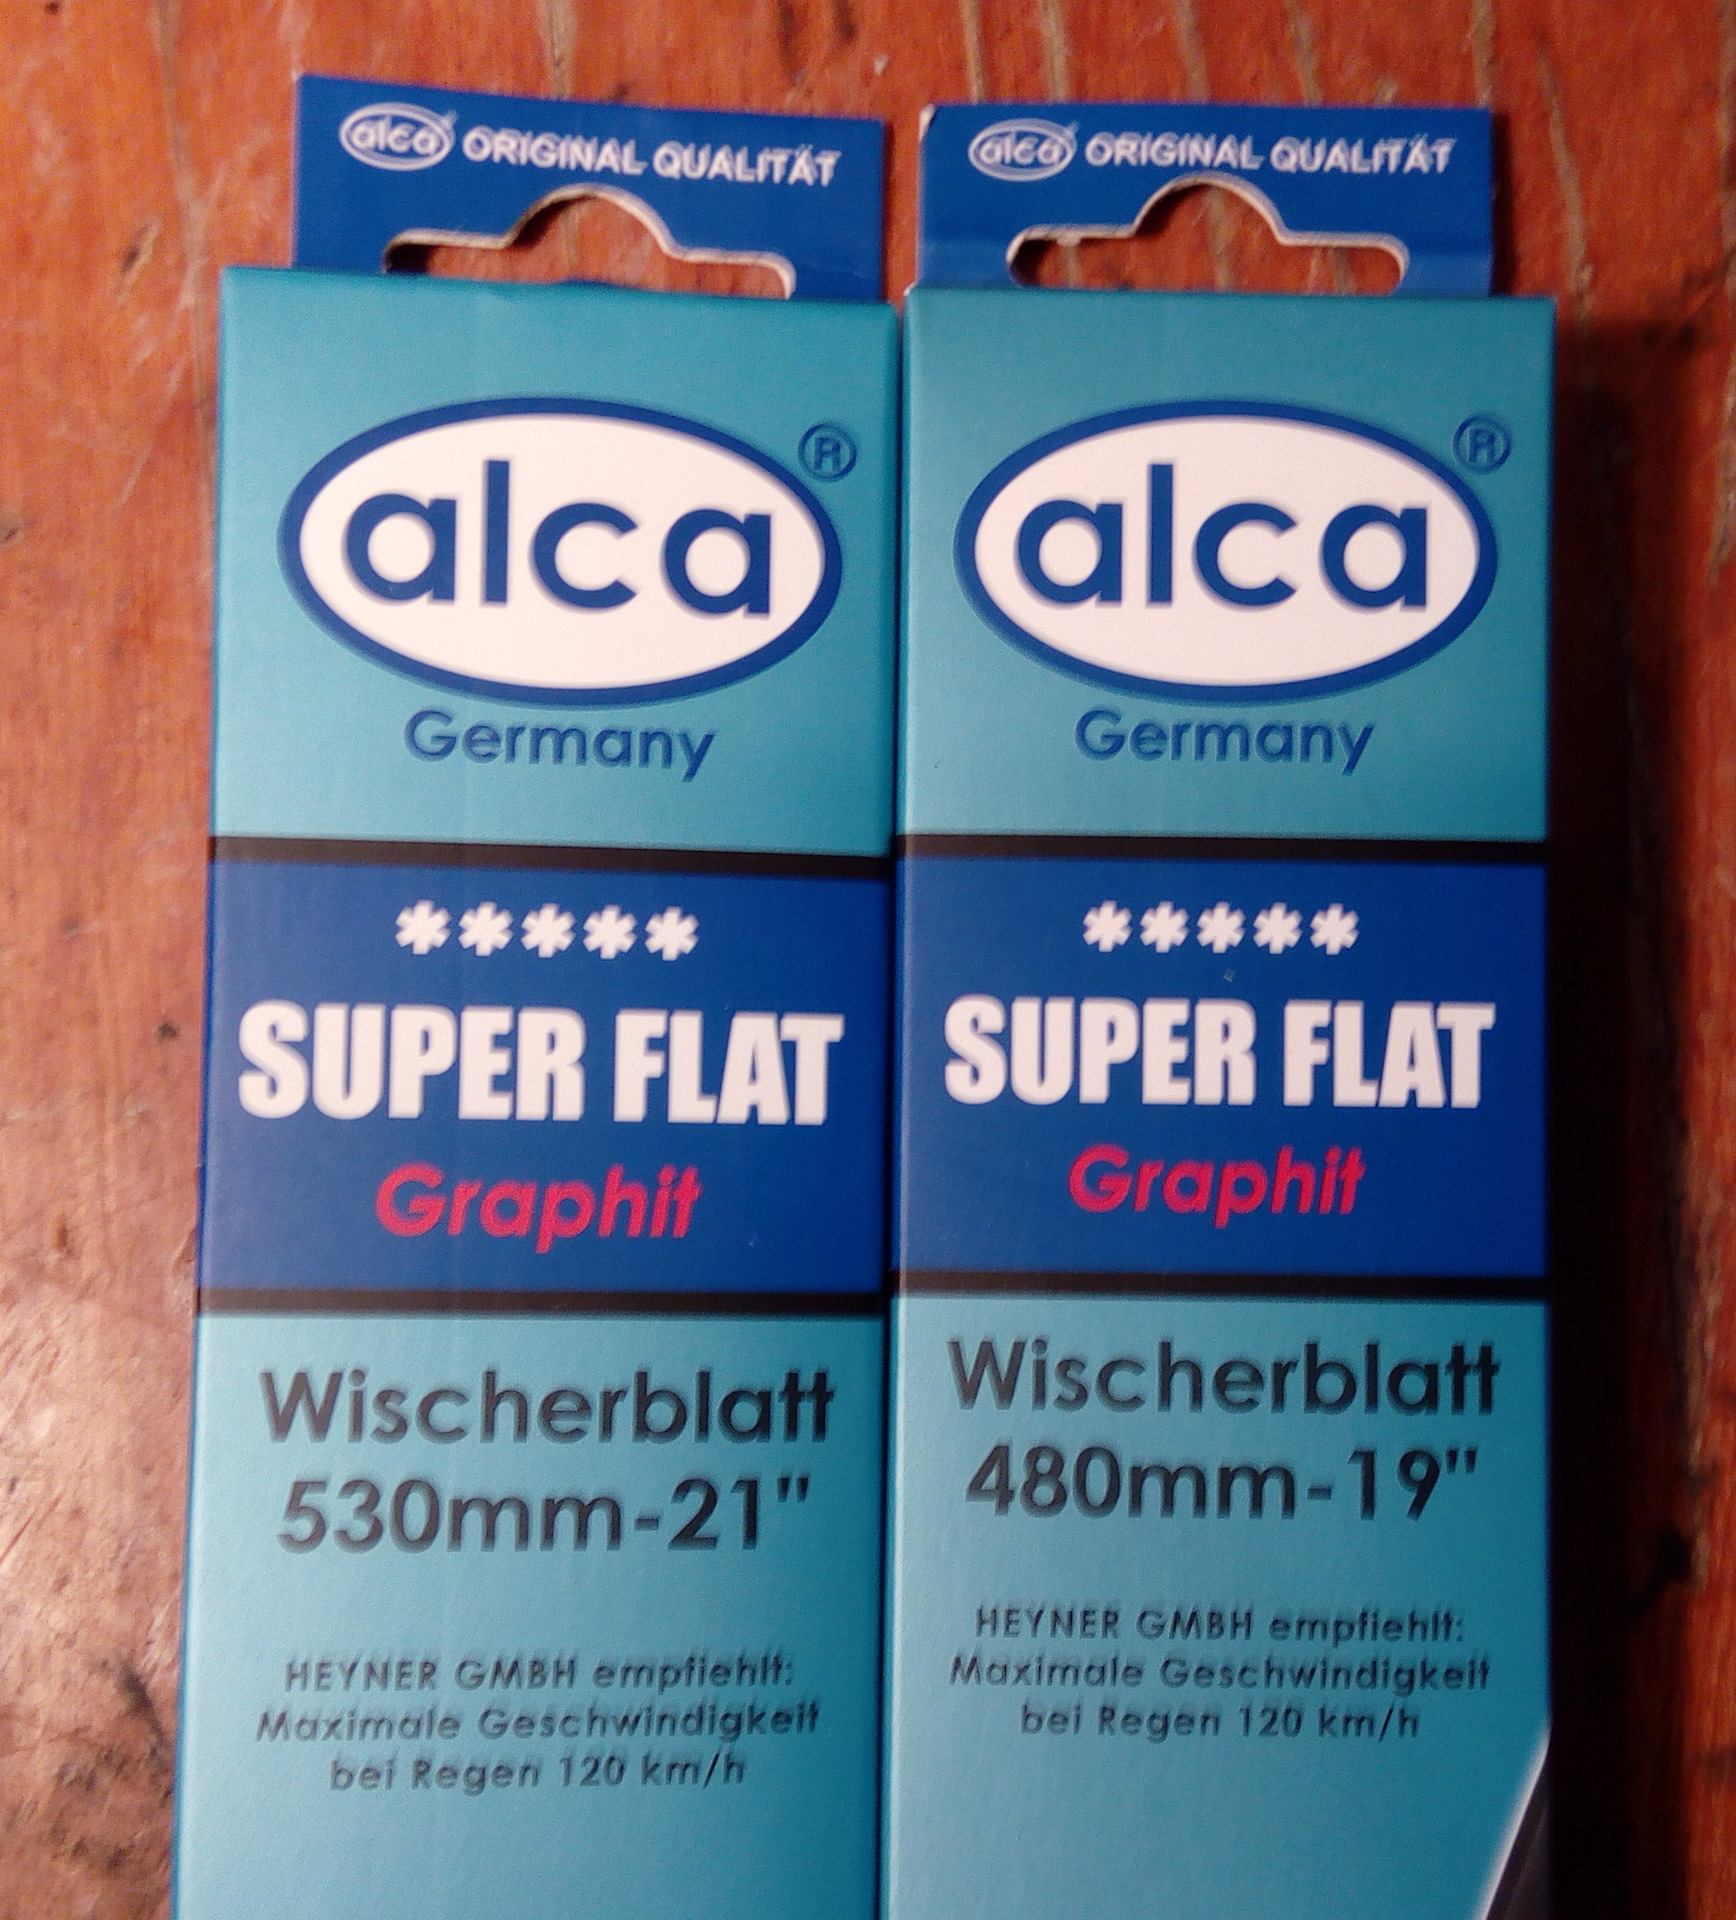 alca ORIGINAL QUALITÄT
alca®
Germany
*****
SUPER FLAT
Graphit
Wischerblatt
530mm-21"
HEYNER GMBH empfiehlt:
Maximale Geschwindigkeit
bei Regen 120 km/h
alca ORIGINAL QUALITÄT
alca®
Germany
*****
SUPER FLAT
Graphit
Wischerblatt
480mm-19"
HEYNER GMBH empfiehlt:
Maximale Geschwindigkeit
bei Regen 120 km/h